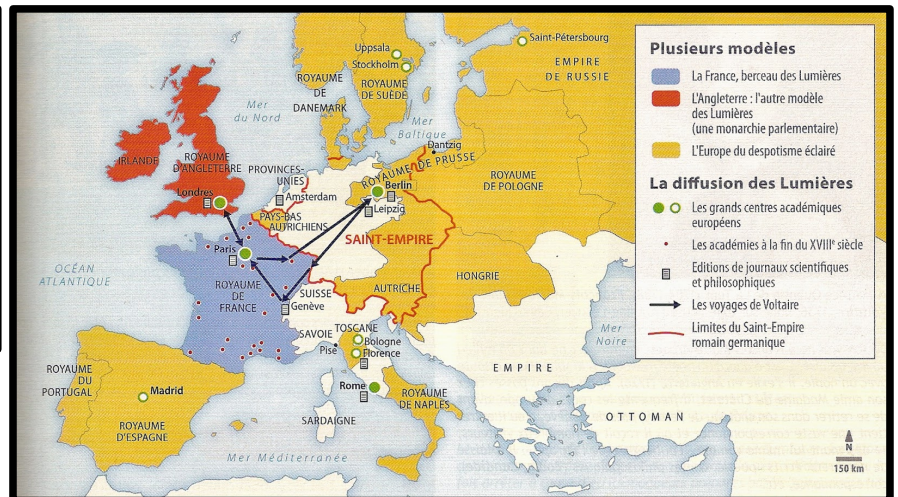 Uppsala
Stockholm
Saint-Pétersbourg
EMPIRE
DE RUSSIE
ROYAUME
DE
DANEMARK
ROYAUME
DE SUÈDE
Mer
du Nord
Mer
Baltique
Dantzig
IRLANDE
ROYAUME
D'ANGLETERRE
Londres
PROVINCES-
UNIES
Amsterdam
ROYAUME DE PRUSSE
Berlin
Leipzig
ROYAUME
DE POLOGNE
PAYS-BAS
AUTRICHIENS
SAINT-EMPIRE
Paris
OCÉAN
ATLANTIQUE
ROYAUME
DE
FRANCE
SUISSE
Genève
AUTRICHE
HONGRIE
SAVOIE
TOSCANE
Bologne
Pise
Florence
Mer
Noire
ROYAUME
DU
PORTUGAL
Madrid
ROYAUME
D'ESPAGNE
Rome
ROYAUME
DE NAPLES
SARDAIGNE
EMPIRE
OTTOMAN
Mer Méditerranée
Plusieurs modèles
La France, berceau des Lumières
L'Angleterre : l'autre modèle
des Lumières
(une monarchie parlementaire)
L'Europe du despotisme éclairé
La diffusion des Lumières
Les grands centres académiques
européens
Les académies à la fin du XVIIIe siècle
Editions de journaux scientifiques
et philosophiques
Les voyages de Voltaire
Limites du Saint-Empire
romain germanique
N
150 km